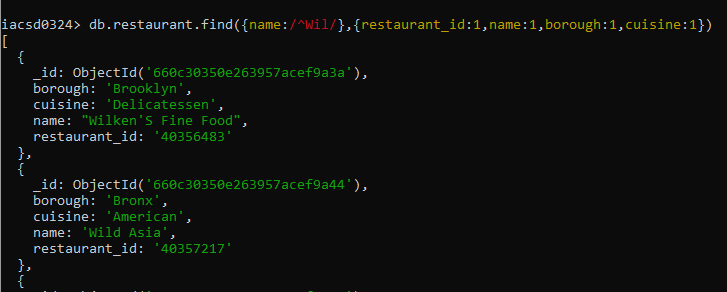 iacsd0324> db.restaurant.find({name:/^Wil/},{restaurant_id:1,name:1,borough:1,cuisine:1})
[
  {
    _id: ObjectId('660c30350e263957acef9a3a'),
    borough: 'Brooklyn',
    cuisine: 'Delicatessen',
    name: "Wilken'S Fine Food",
    restaurant_id: '40356483'
  },
  {
    _id: ObjectId('660c30350e263957acef9a44'),
    borough: 'Bronx',
    cuisine: 'American',
    name: 'Wild Asia',
    restaurant_id: '40357217'
  },
  {